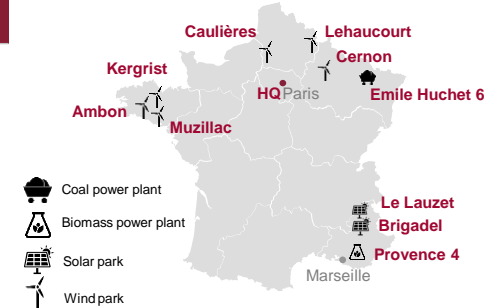 Caulières
Lehaucourt
Cernon
Kergrist
HQ Paris
Emile Huchet 6
Ambon
Muzillac
Coal power plant
Le Lauzet
Biomass power plant
Brigadel
Solar park
Provence 4
Marseille
Wind park